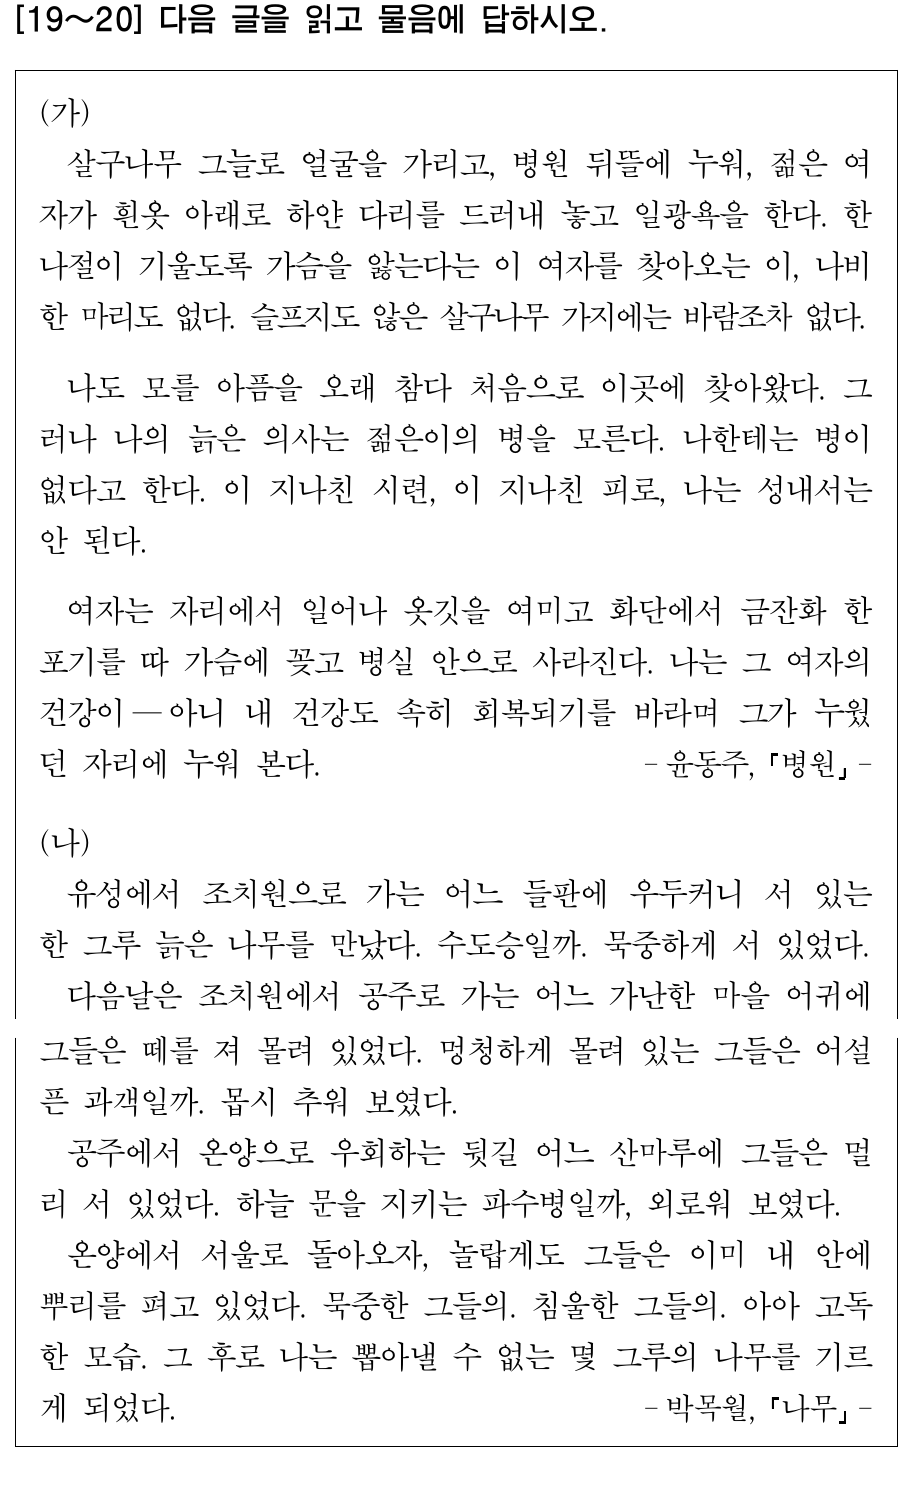 [19～20] 다음 글을 읽고 물음에 답하시오.
(가)
살구나무 그늘로 얼굴을 가리고, 병원 뒤뜰에 누워, 젊은 여
자가 흰옷 아래로 하얀 다리를 드러내 놓고 일광욕을 한다. 한
나절이 기울도록 가슴을 앓는다는 이 여자를 찾아오는 이, 나비
한 마리도 없다. 슬프지도 않은 살구나무 가지에는 바람조차 없다.
나도 모를 아픔을 오래 참다 처음으로 이곳에 찾아왔다. 그
러나 나의 늙은 의사는 젊은이의 병을 모른다. 나한테는 병이
없다고 한다. 이 지나친 시련, 이 지나친 피로, 나는 성내서는
안 된다.
여자는 자리에서 일어나 옷깃을 여미고 화단에서 금잔화 한
포기를 따 가슴에 꽂고 병실 안으로 사라진다. 나는 그 여자의
건강이 ― 아니 내 건강도 속히 회복되기를 바라며 그가 누웠
던 자리에 누워 본다. - 윤동주, 「병원」 -
(나)
유성에서 조치원으로 가는 어느 들판에 우두커니 서 있는
한 그루 늙은 나무를 만났다. 수도승일까. 묵중하게 서 있었다.
다음날은 조치원에서 공주로 가는 어느 가난한 마을 어귀에
그들은 떼를 져 몰려 있었다. 멍청하게 몰려 있는 그들은 어설
픈 과객일까. 몹시 추워 보였다.
공주에서 온양으로 우회하는 뒷길 어느 산마루에 그들은 멀
리 서 있었다. 하늘 문을 지키는 파수병일까, 외로워 보였다.
온양에서 서울로 돌아오자, 놀랍게도 그들은 이미 내 안에
뿌리를 펴고 있었다. 묵중한 그들의. 침울한 그들의. 아아 고독
한 모습. 그 후로 나는 뽑아낼 수 없는 몇 그루의 나무를 기르
게 되었다. - 박목월, 「나무」 -